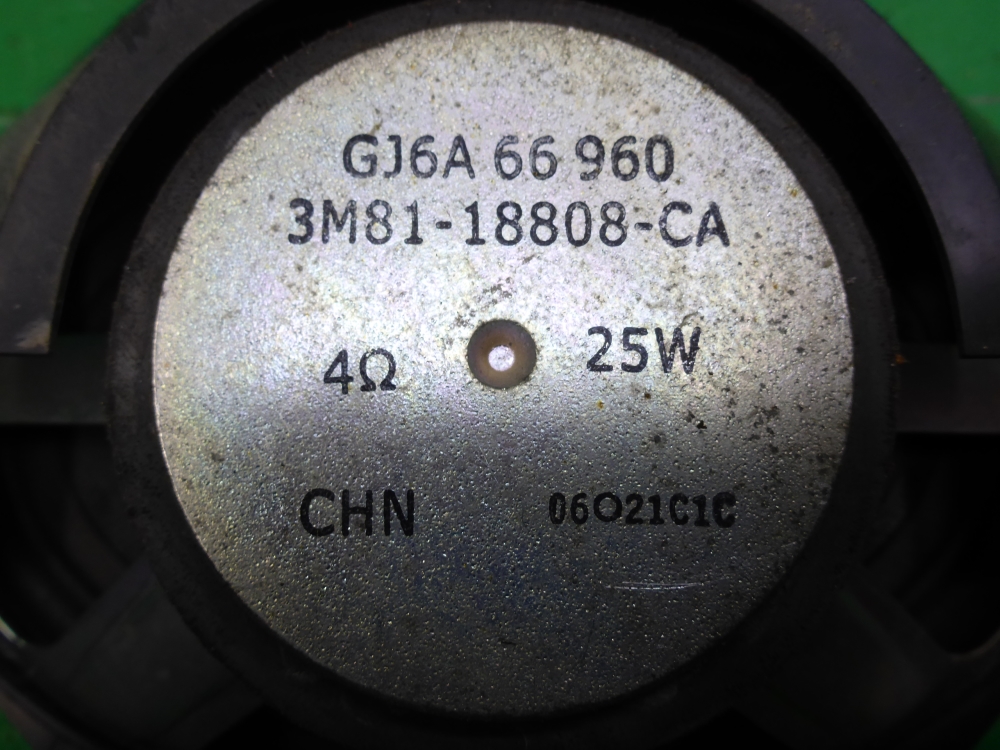 GJ6A 66 960
3M81-18808-CA
4Ω 25W
CHN 06O21C1C